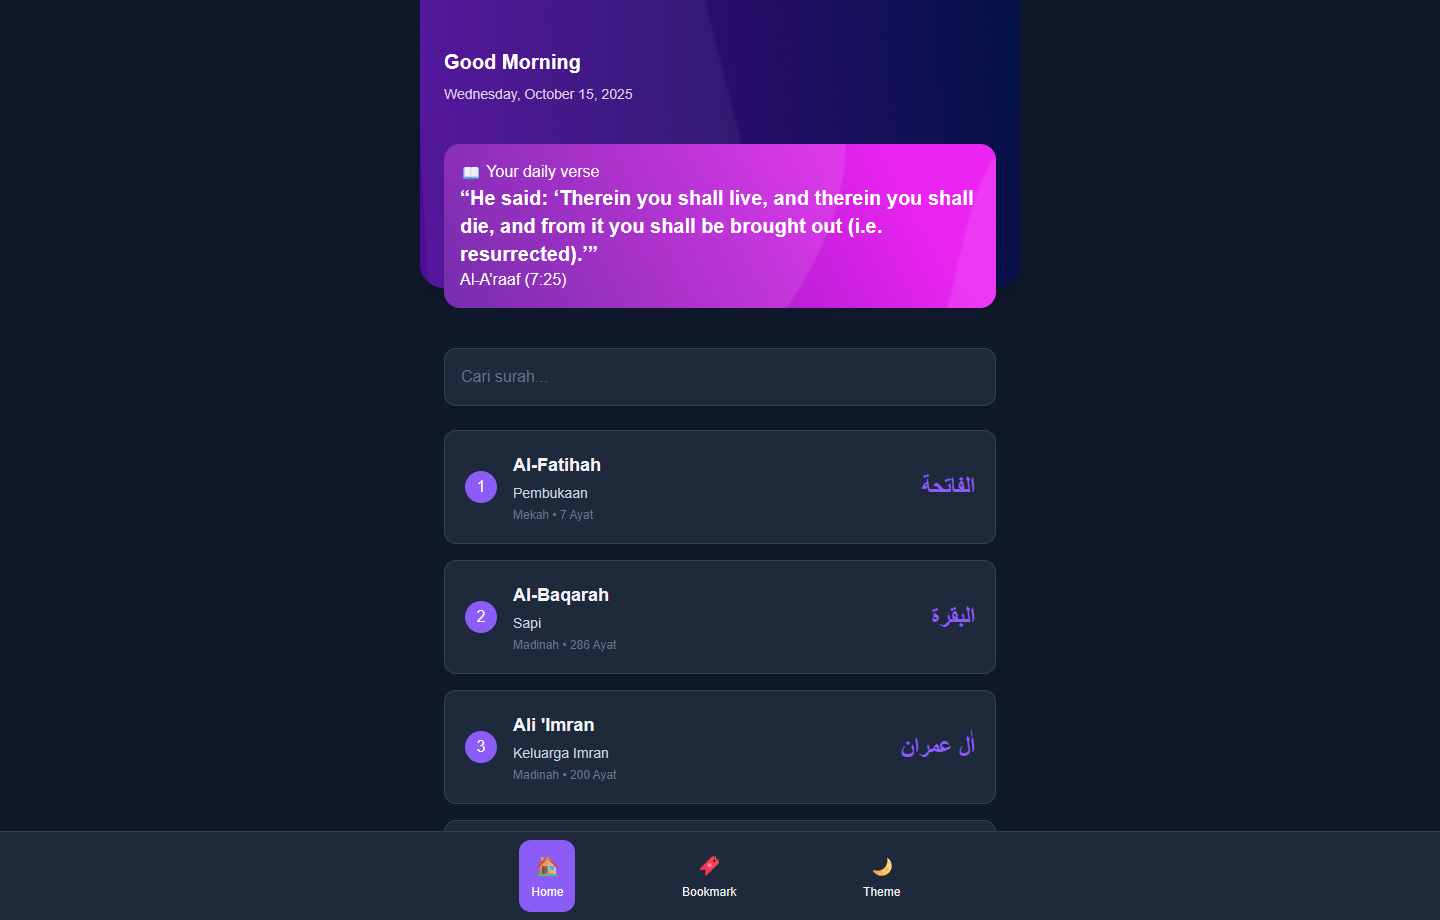 Good Morning
Wednesday, October 15, 2025
📖 Your daily verse
“He said: ‘Therein you shall live, and therein you shall
die, and from it you shall be brought out (i.e.
resurrected).’”
Al-A’raaf (7:25)
Cari surah...
1
Al-Fatihah
Pembukaan
Mekah • 7 Ayat
الفاتحة
2
Al-Baqarah
Sapi
Madinah • 286 Ayat
البقرة
3
Ali 'Imran
Keluarga Imran
Madinah • 200 Ayat
اٰل عمران
Home
Bookmark
Theme